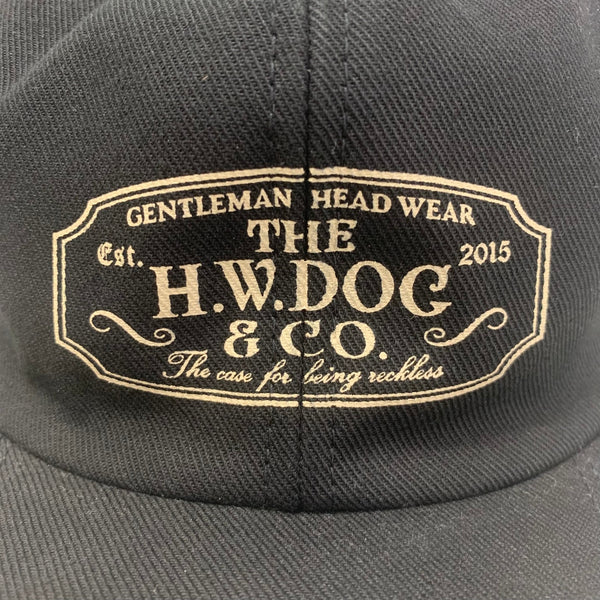 GENTLEMAN HEAD WEAR
THE
Est. 2015
H.W.DOG
& CO.
The case for being reckless